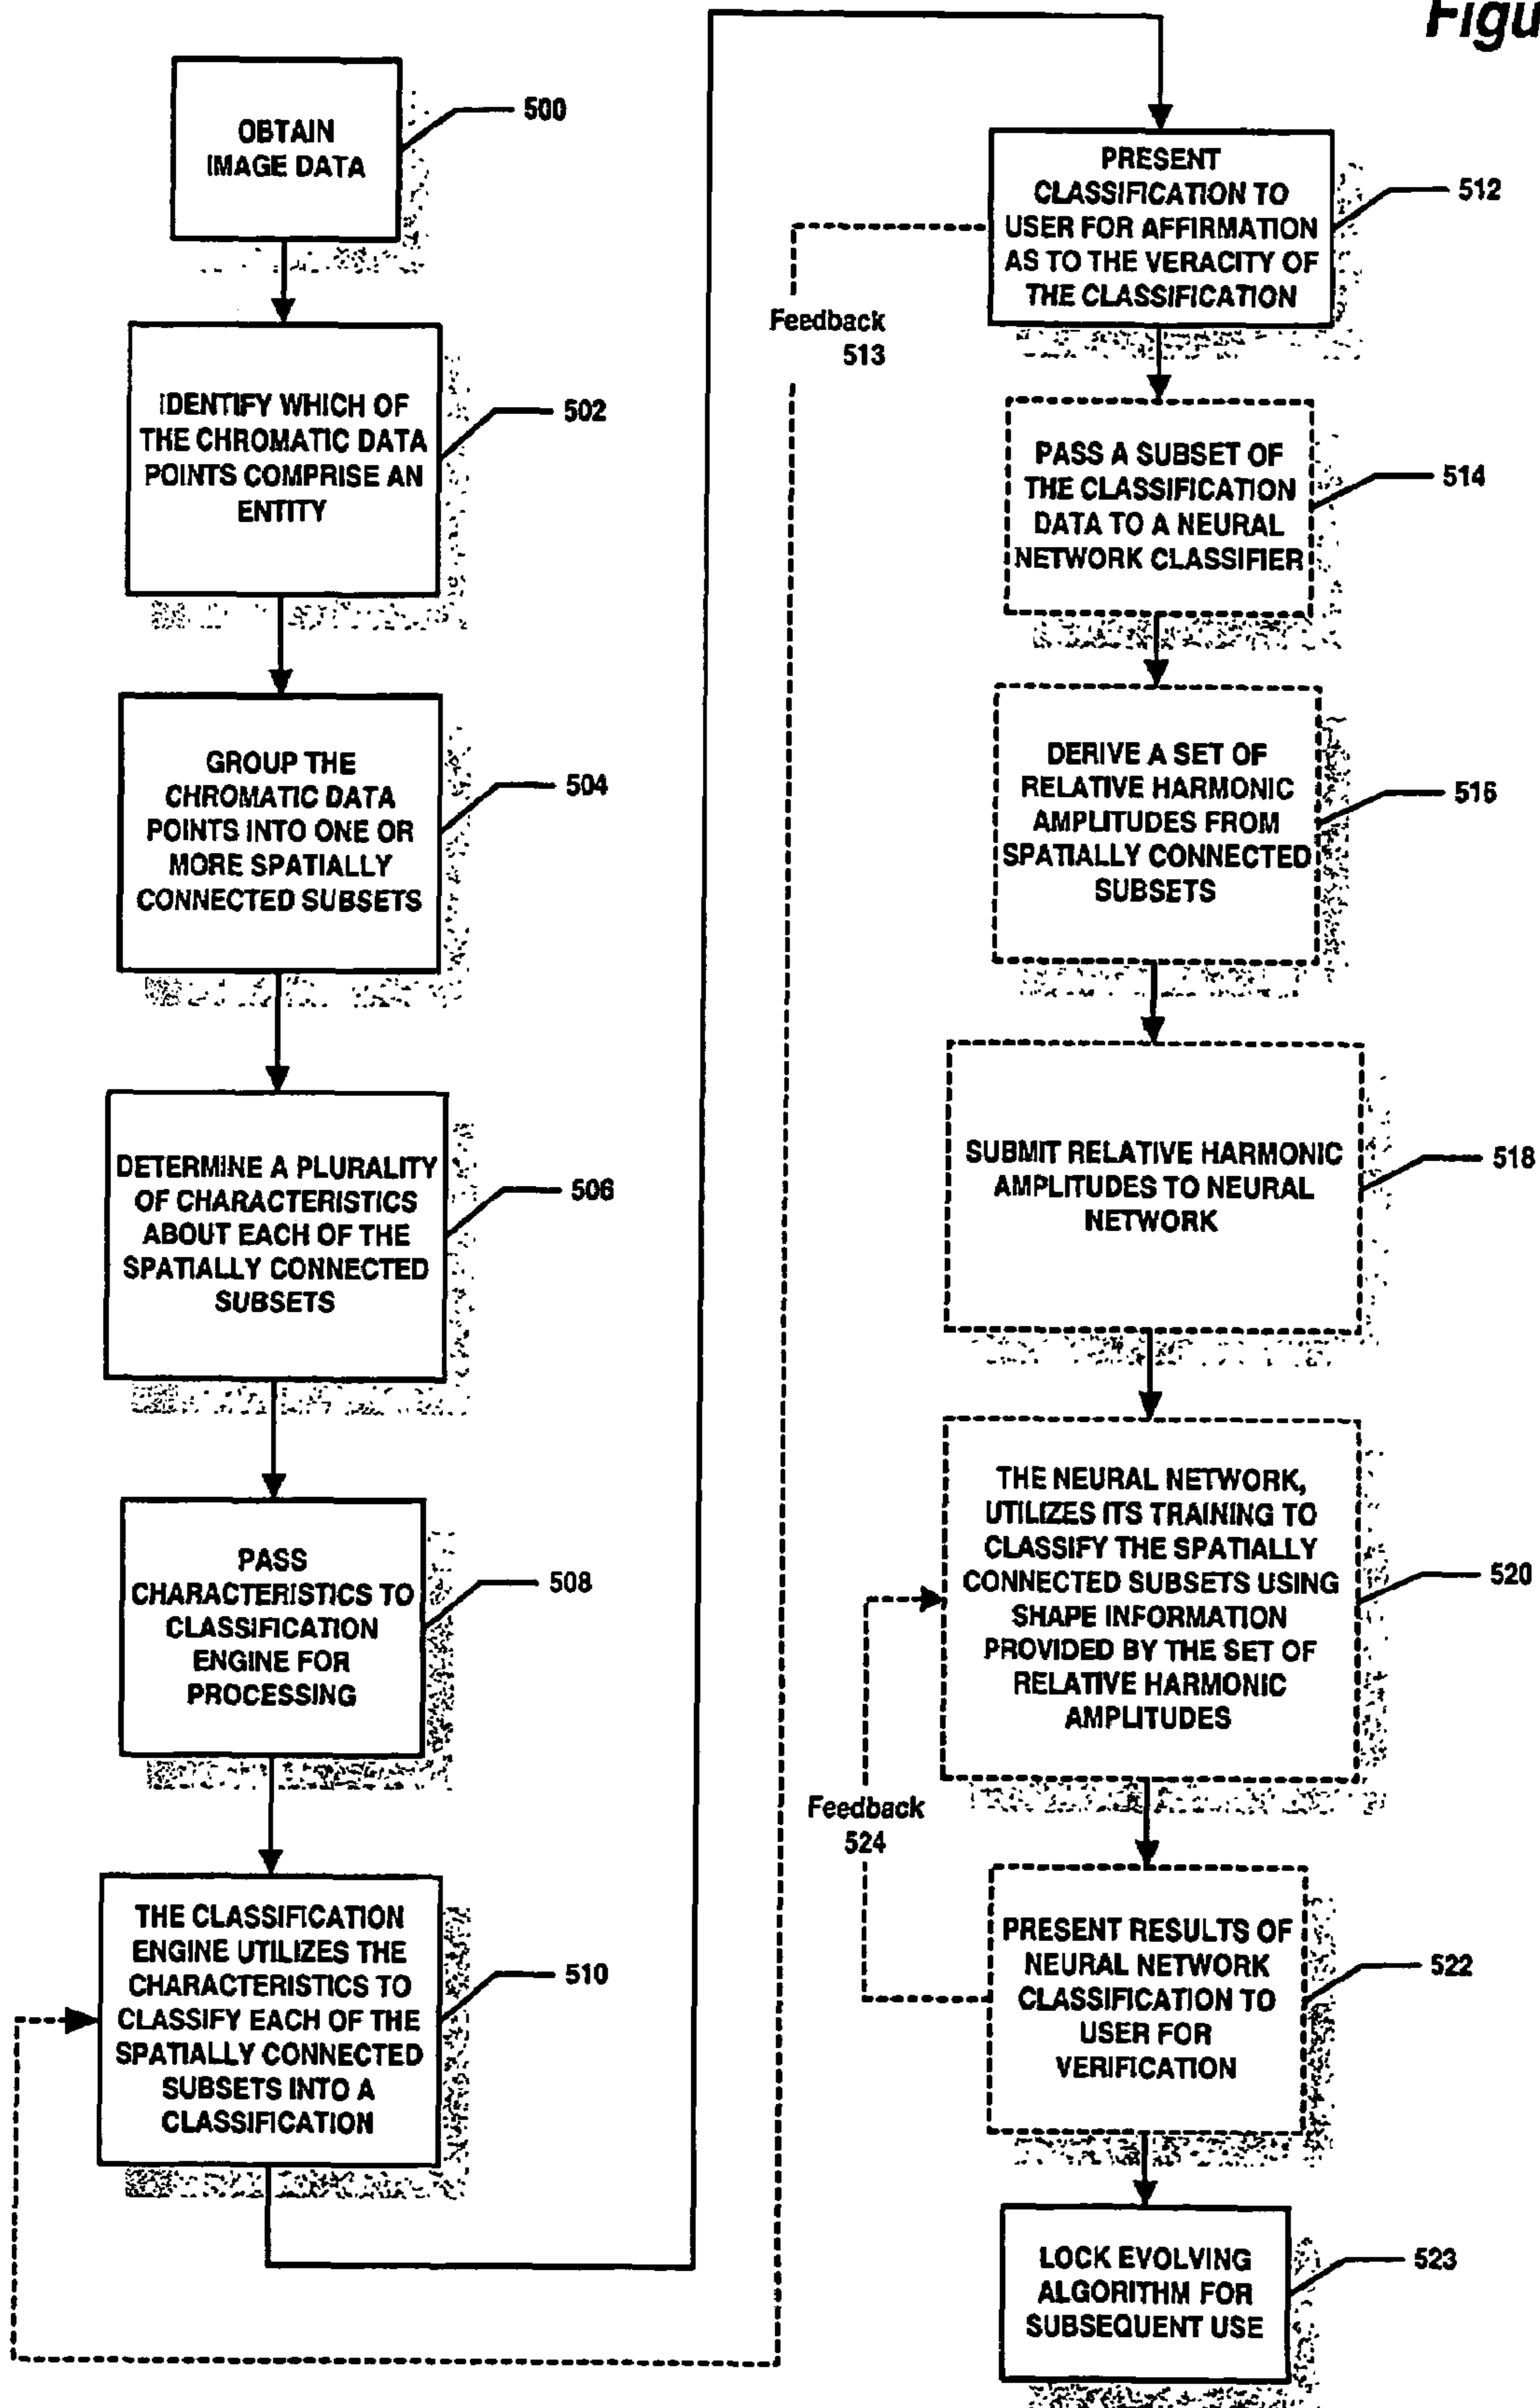 Figu
OBTAIN
IMAGE DATA
500
IDENTIFY WHICH OF
THE CHROMATIC DATA
POINTS COMPRISE AN
ENTITY
502
GROUP THE
CHROMATIC DATA
POINTS INTO ONE OR
MORE SPATIALLY
CONNECTED SUBSETS
504
DETERMINE A PLURALITY
OF CHARACTERISTICS
ABOUT EACH OF THE
SPATIALLY CONNECTED
SUBSETS
506
PASS
CHARACTERISTICS TO
CLASSIFICATION
ENGINE FOR
PROCESSING
508
THE CLASSIFICATION
ENGINE UTILIZES THE
CHARACTERISTICS TO
CLASSIFY EACH OF THE
SPATIALLY CONNECTED
SUBSETS INTO A
CLASSIFICATION
510
PRESENT
CLASSIFICATION TO
USER FOR AFFIRMATION
AS TO THE VERACITY OF
THE CLASSIFICATION
512
Feedback
513
PASS A SUBSET OF
THE CLASSIFICATION
DATA TO A NEURAL
NETWORK CLASSIFIER
514
DERIVE A SET OF
RELATIVE HARMONIC
AMPLITUDES FROM
SPATIALLY CONNECTED
SUBSETS
516
SUBMIT RELATIVE HARMONIC
AMPLITUDES TO NEURAL
NETWORK
518
THE NEURAL NETWORK,
UTILIZES ITS TRAINING TO
CLASSIFY THE SPATIALLY
CONNECTED SUBSETS USING
SHAPE INFORMATION
PROVIDED BY THE SET OF
RELATIVE HARMONIC
AMPLITUDES
520
Feedback
524
PRESENT RESULTS OF
NEURAL NETWORK
CLASSIFICATION TO
USER FOR
VERIFICATION
522
LOCK EVOLVING
ALGORITHM FOR
SUBSEQUENT USE
523